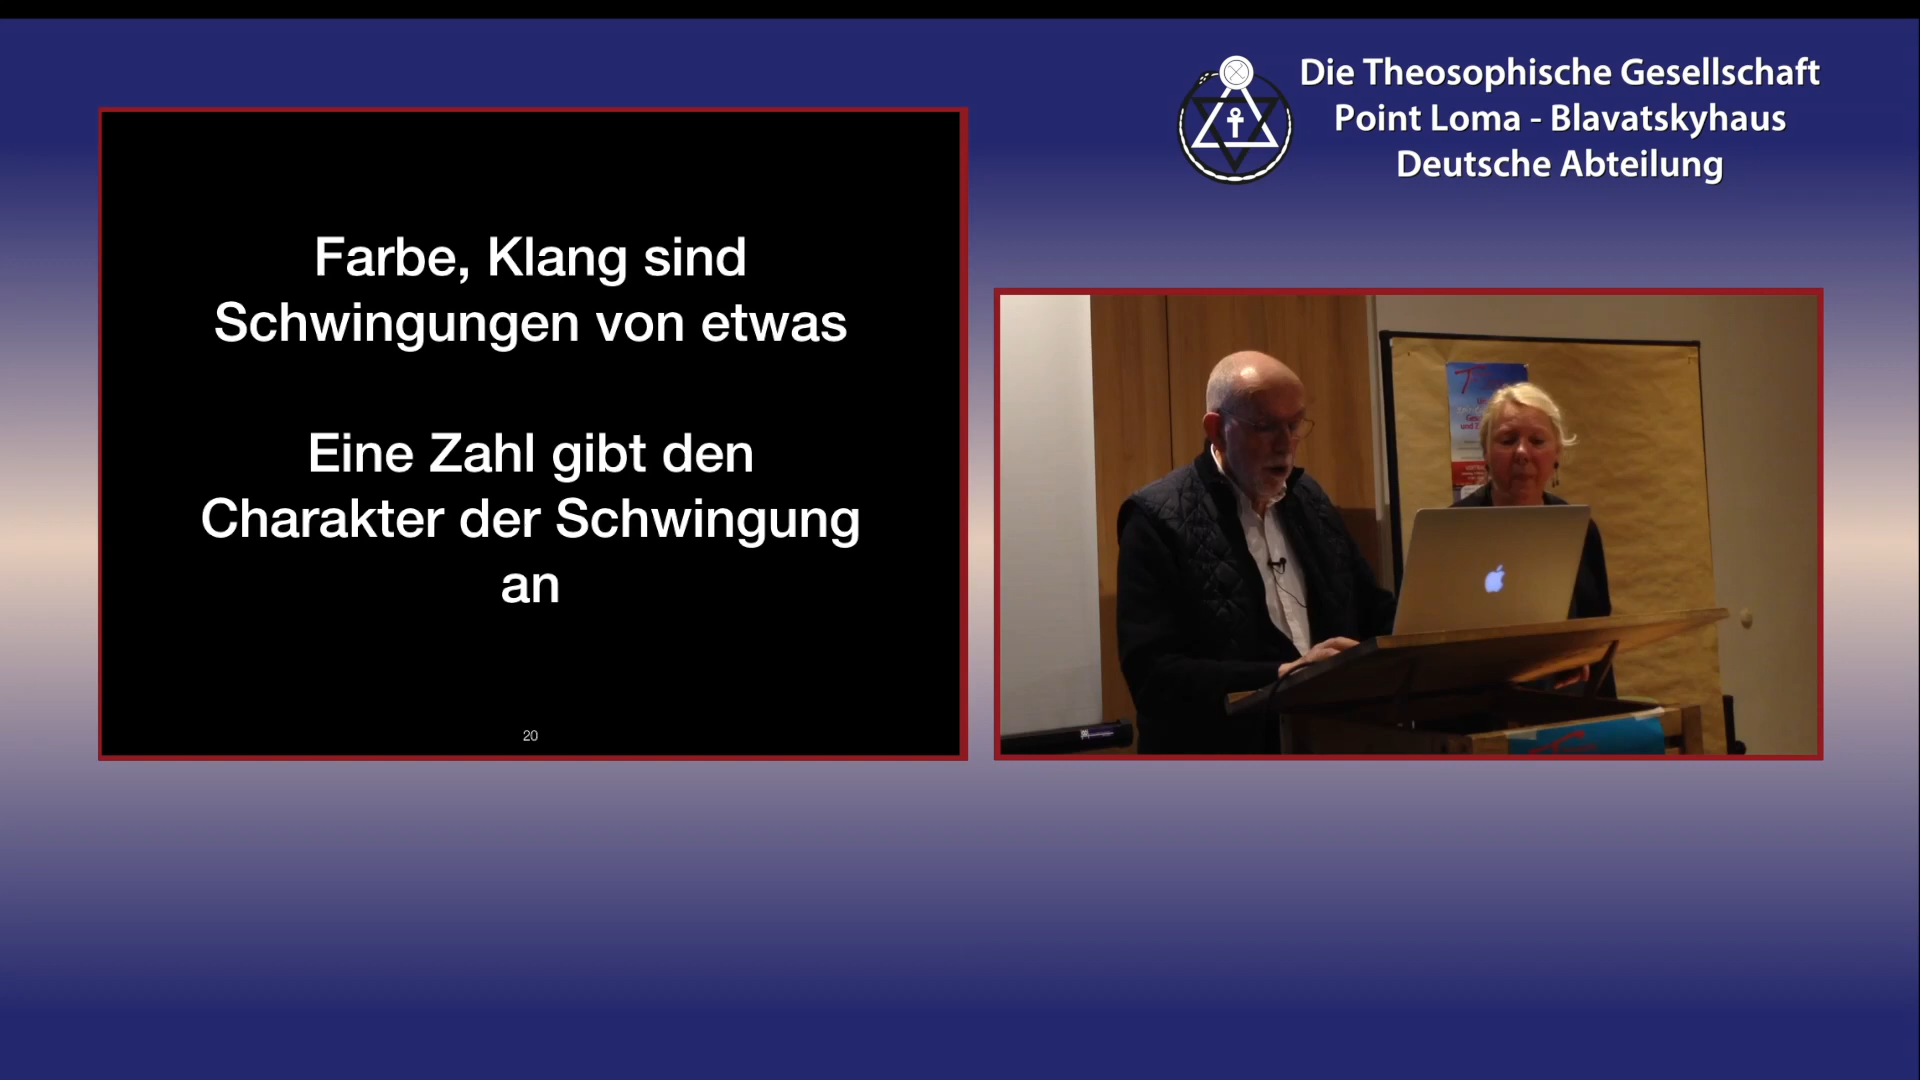 Die Theosophische Gesellschaft
Point Loma - Blavatskyhaus
Deutsche Abteilung
Farbe, Klang sind
Schwingungen von etwas
Eine Zahl gibt den
Charakter der Schwingung
an
20